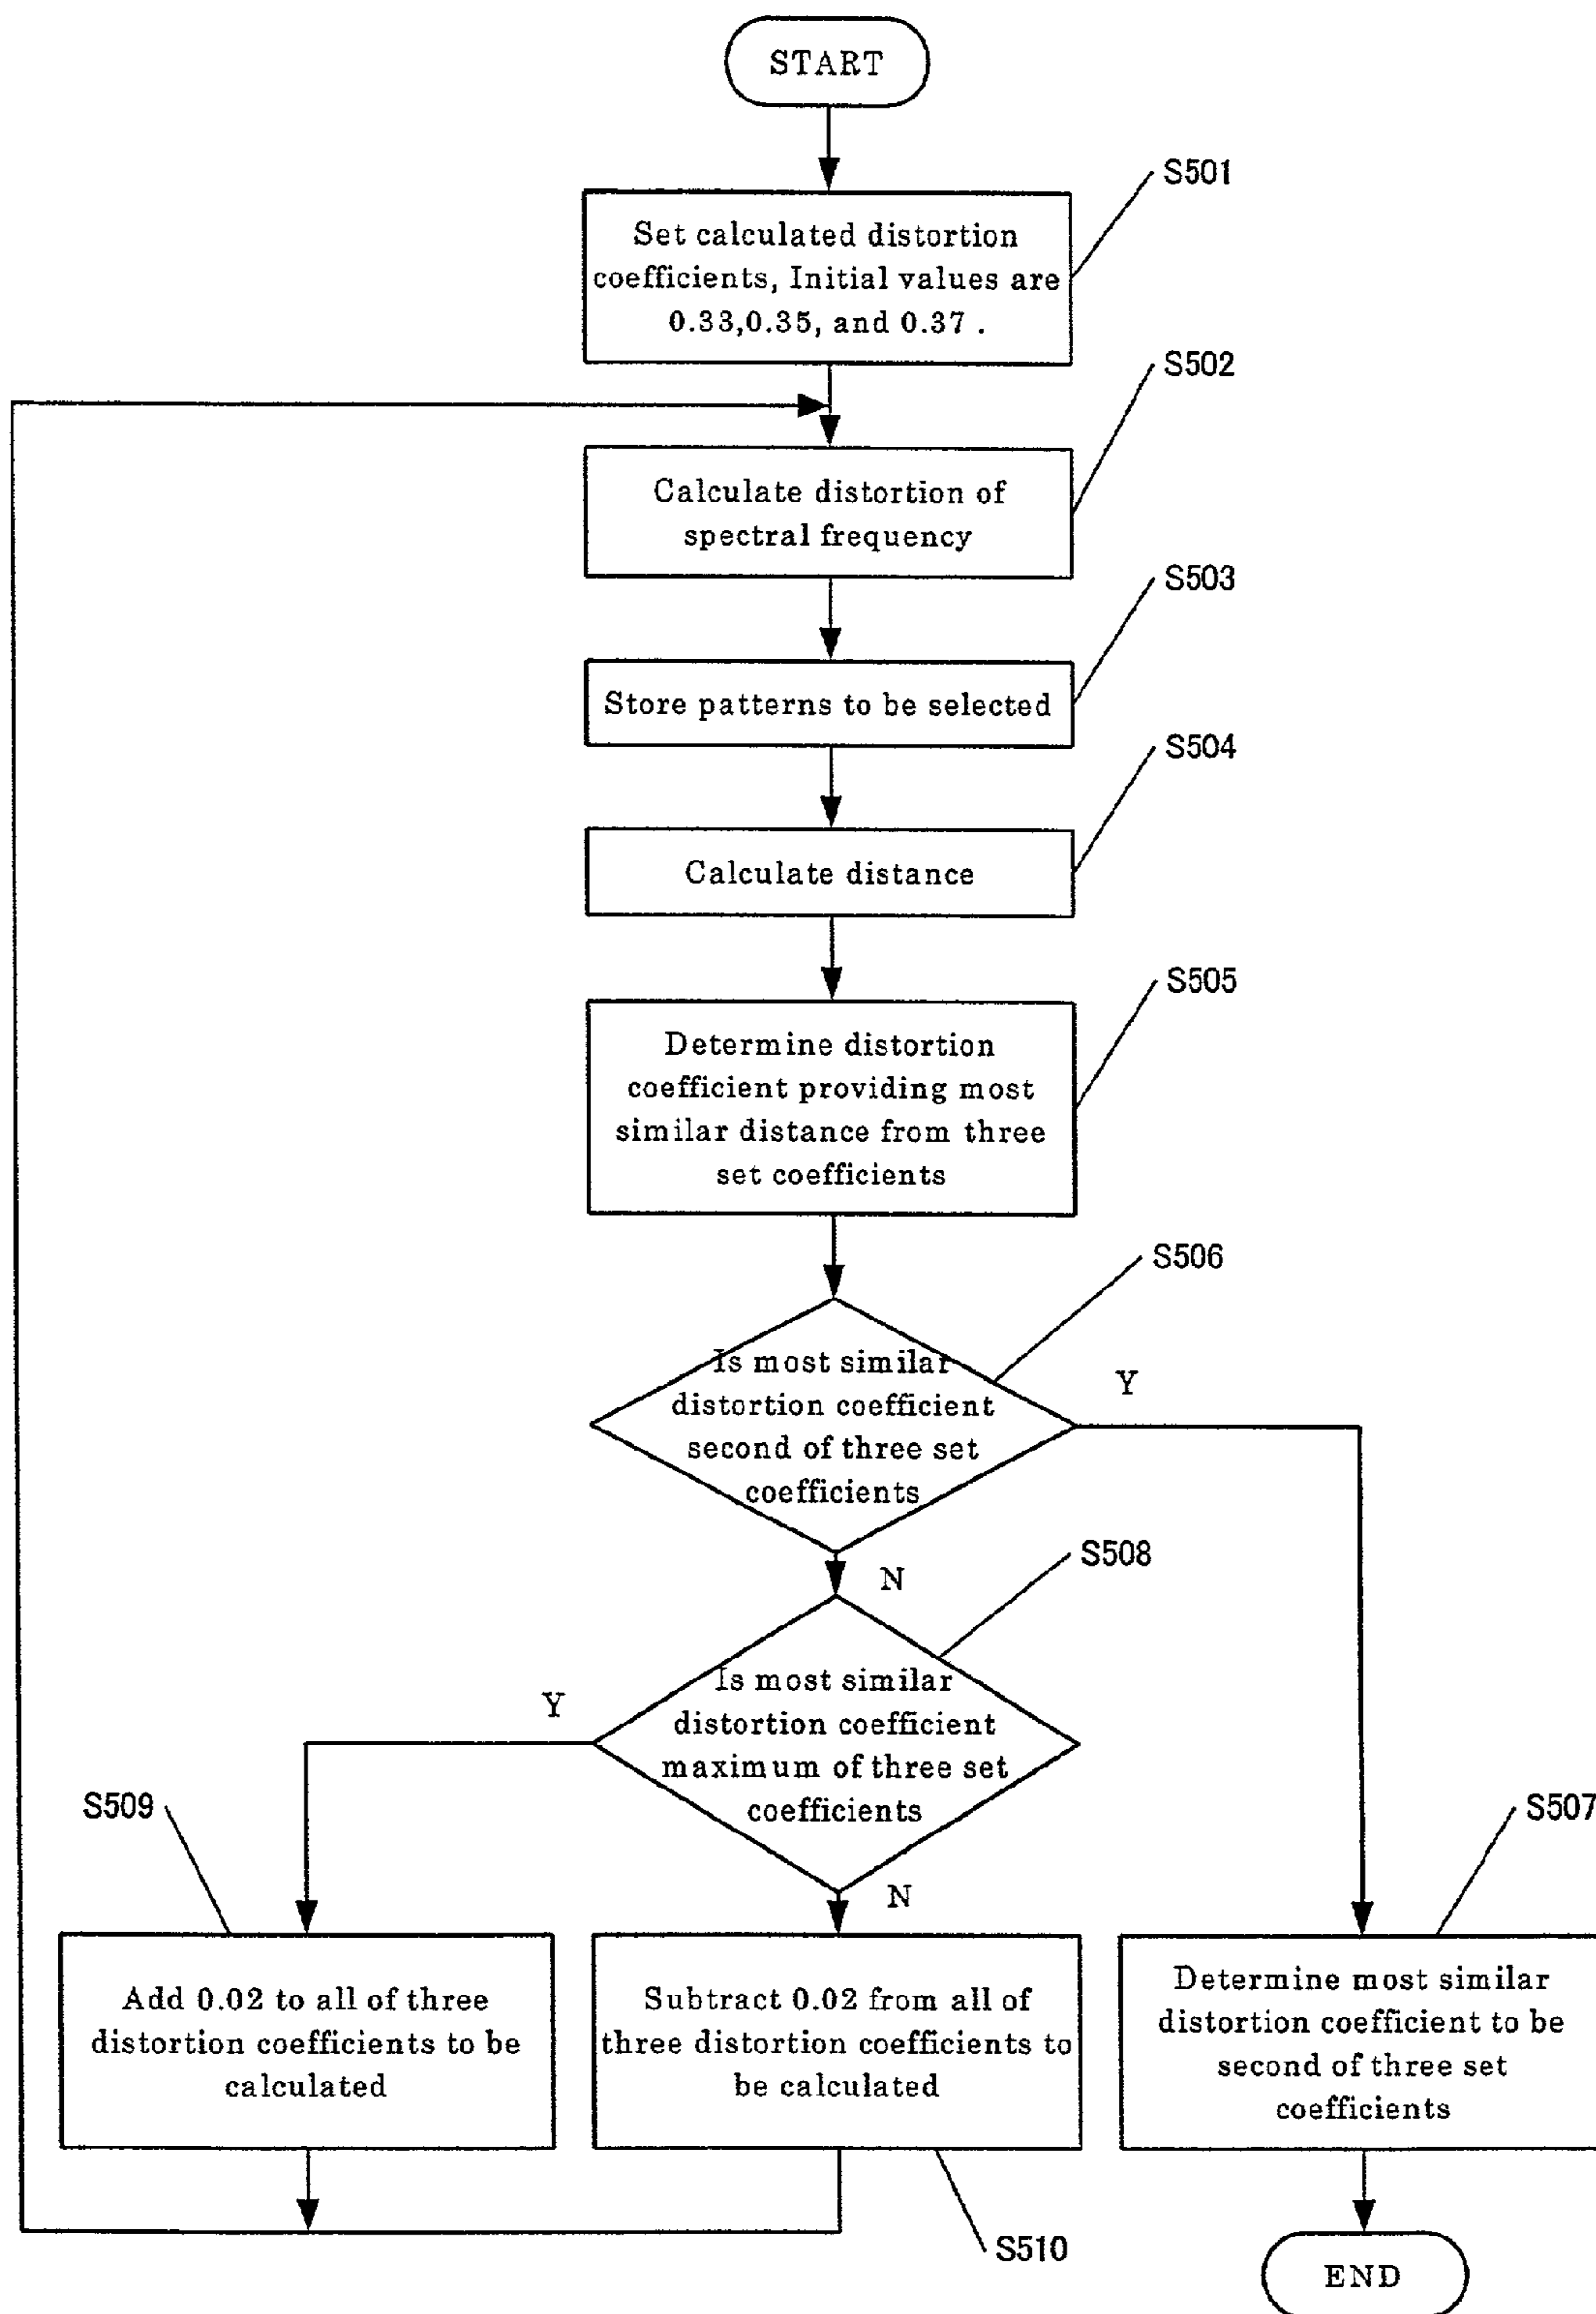 START
S501
Set calculated distortion
coefficients, Initial values are
0.33,0.35, and 0.37 .
S502
Calculate distortion of
spectral frequency
S503
Store patterns to be selected
S504
Calculate distance
S505
Determine distortion
coefficient providing most
similar distance from three
set coefficients
S506
Is most similar
distortion coefficient
second of three set
coefficients
Y
N
S508
Is most similar
distortion coefficient
maximum of three set
coefficients
Y
N
S509
Add 0.02 to all of three
distortion coefficients to be
calculated
Subtract 0.02 from all of
three distortion coefficients to
be calculated
S510
S507
Determine most similar
distortion coefficient to be
second of three set
coefficients
END